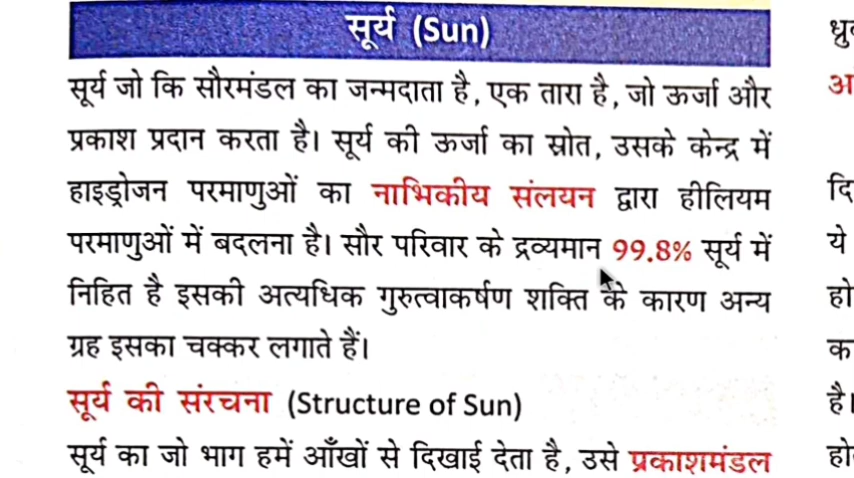 सूर्य (Sun)
सूर्य जो कि सौरमंडल का जन्मदाता है, एक तारा है, जो ऊर्जा और
प्रकाश प्रदान करता है। सूर्य की ऊर्जा का स्रोत, उसके केन्द्र में
हाइड्रोजन परमाणुओं का नाभिकीय संलयन द्वारा हीलियम
परमाणुओं में बदलना है। सौर परिवार के द्रव्यमान 99.8% सूर्य में
निहित है इसकी अत्यधिक गुरुत्वाकर्षण शक्ति के कारण अन्य
ग्रह इसका चक्कर लगाते हैं।
सूर्य की संरचना (Structure of Sun)
सूर्य का जो भाग हमें आँखों से दिखाई देता है, उसे प्रकाशमंडल
दि
ये
हो
क
है।